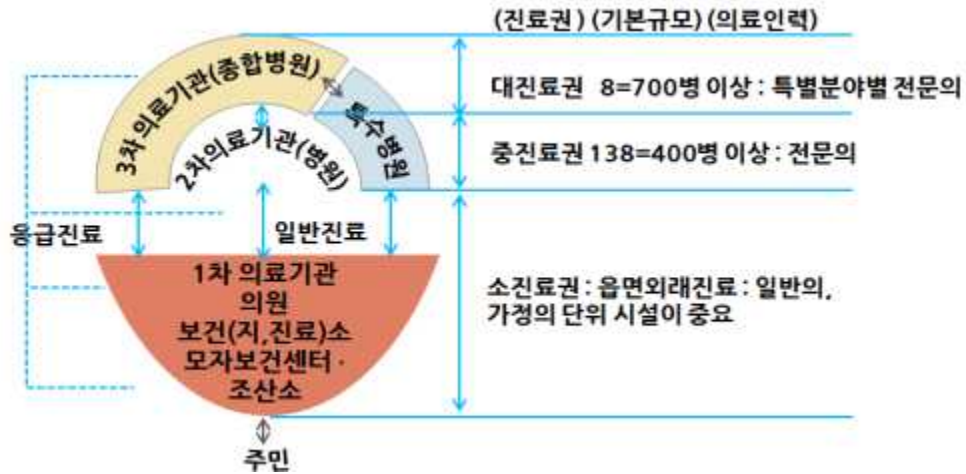 (진료권) (기본규모) (의료인력)
3차 의료기관(종합병원)
특수병원
2차의료기관(병원)
대진료권 8=700병 이상 : 특별분야별 전문의
중진료권 138=400병 이상 : 전문의
응급진료
일반진료
1차 의료기관
의원
보건(지,진료)소
모자보건센터 ·
조산소
소진료권 : 읍면외래진료 : 일반의,
가정의 단위 시설이 중요
주민